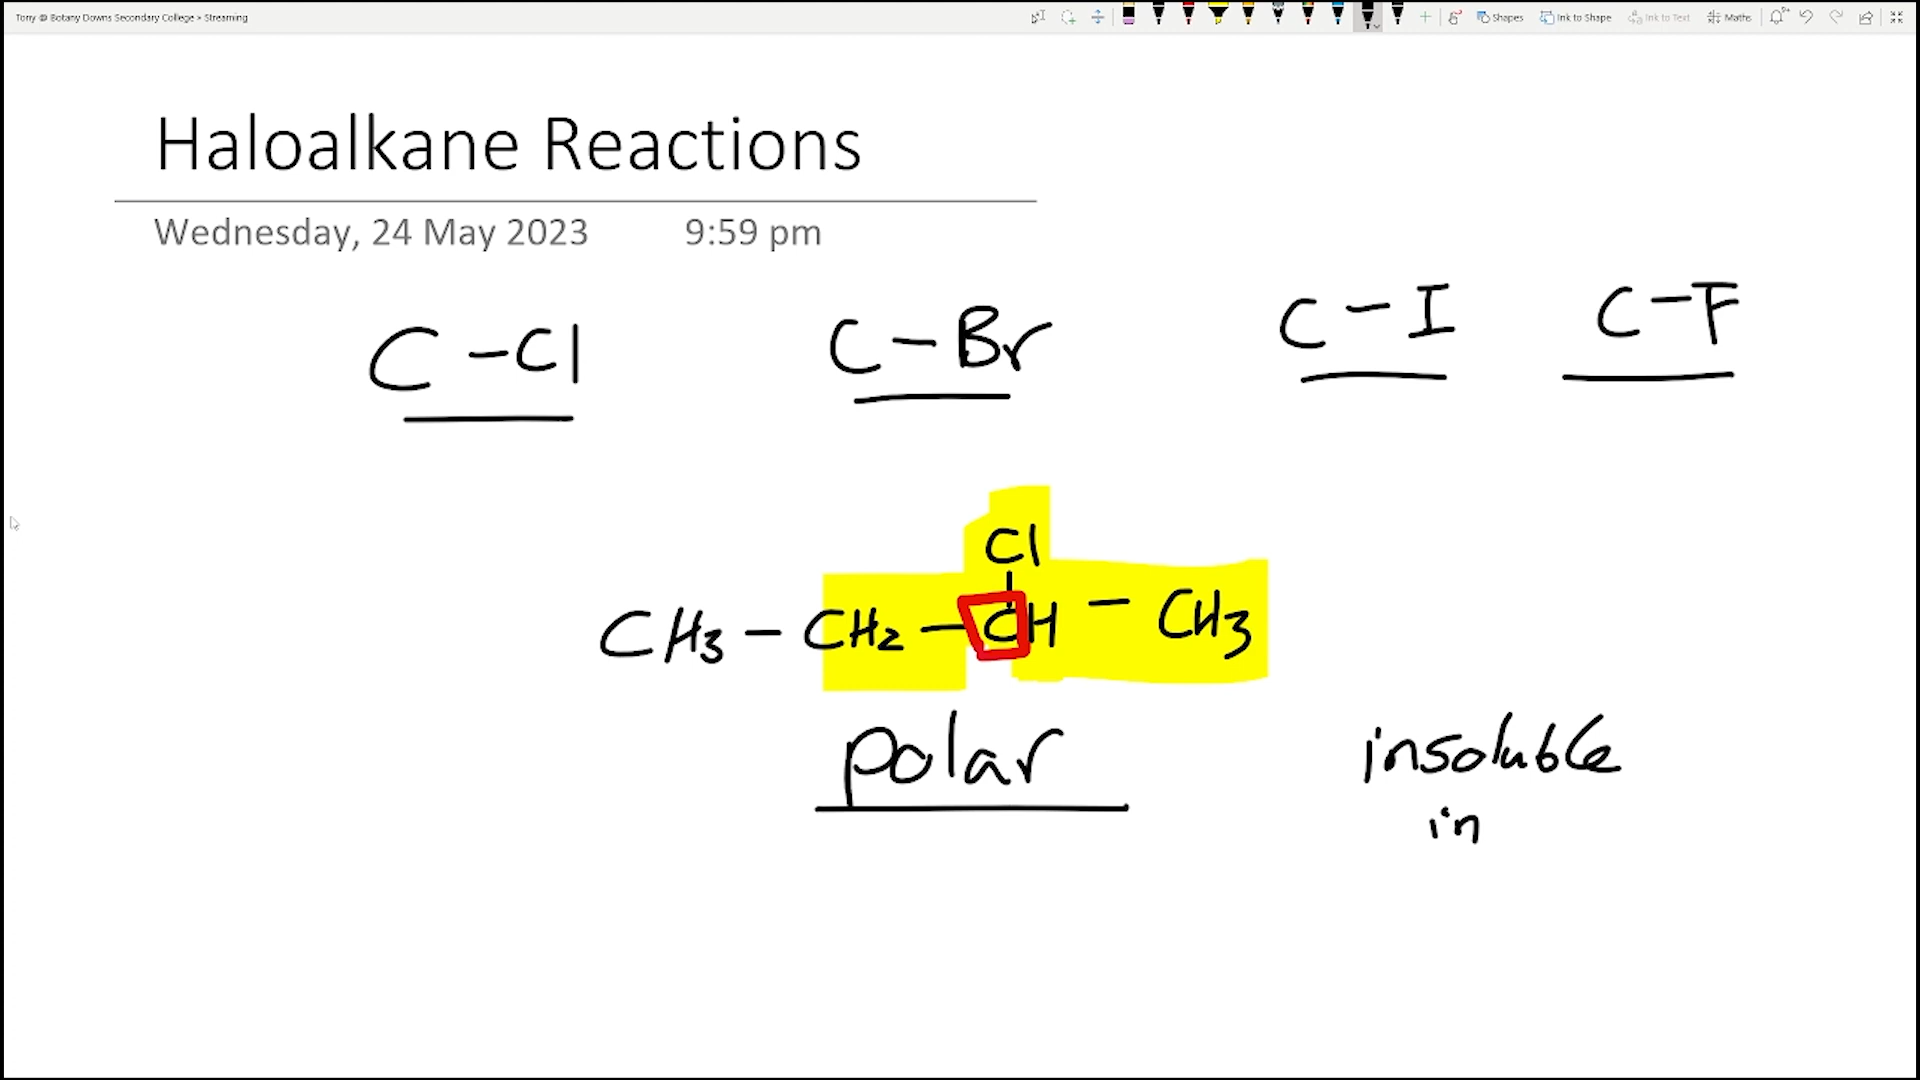 Tony @ Botany Downs Secondary College » Streaming
Shapes Ink to Shape Ink to Text Maths
Haloalkane Reactions
Wednesday, 24 May 2023 9:59 pm
C-Cl C-Br C-I C-F
Cl
CH3 - CH2 - CH - CH3
polar insoluble
in